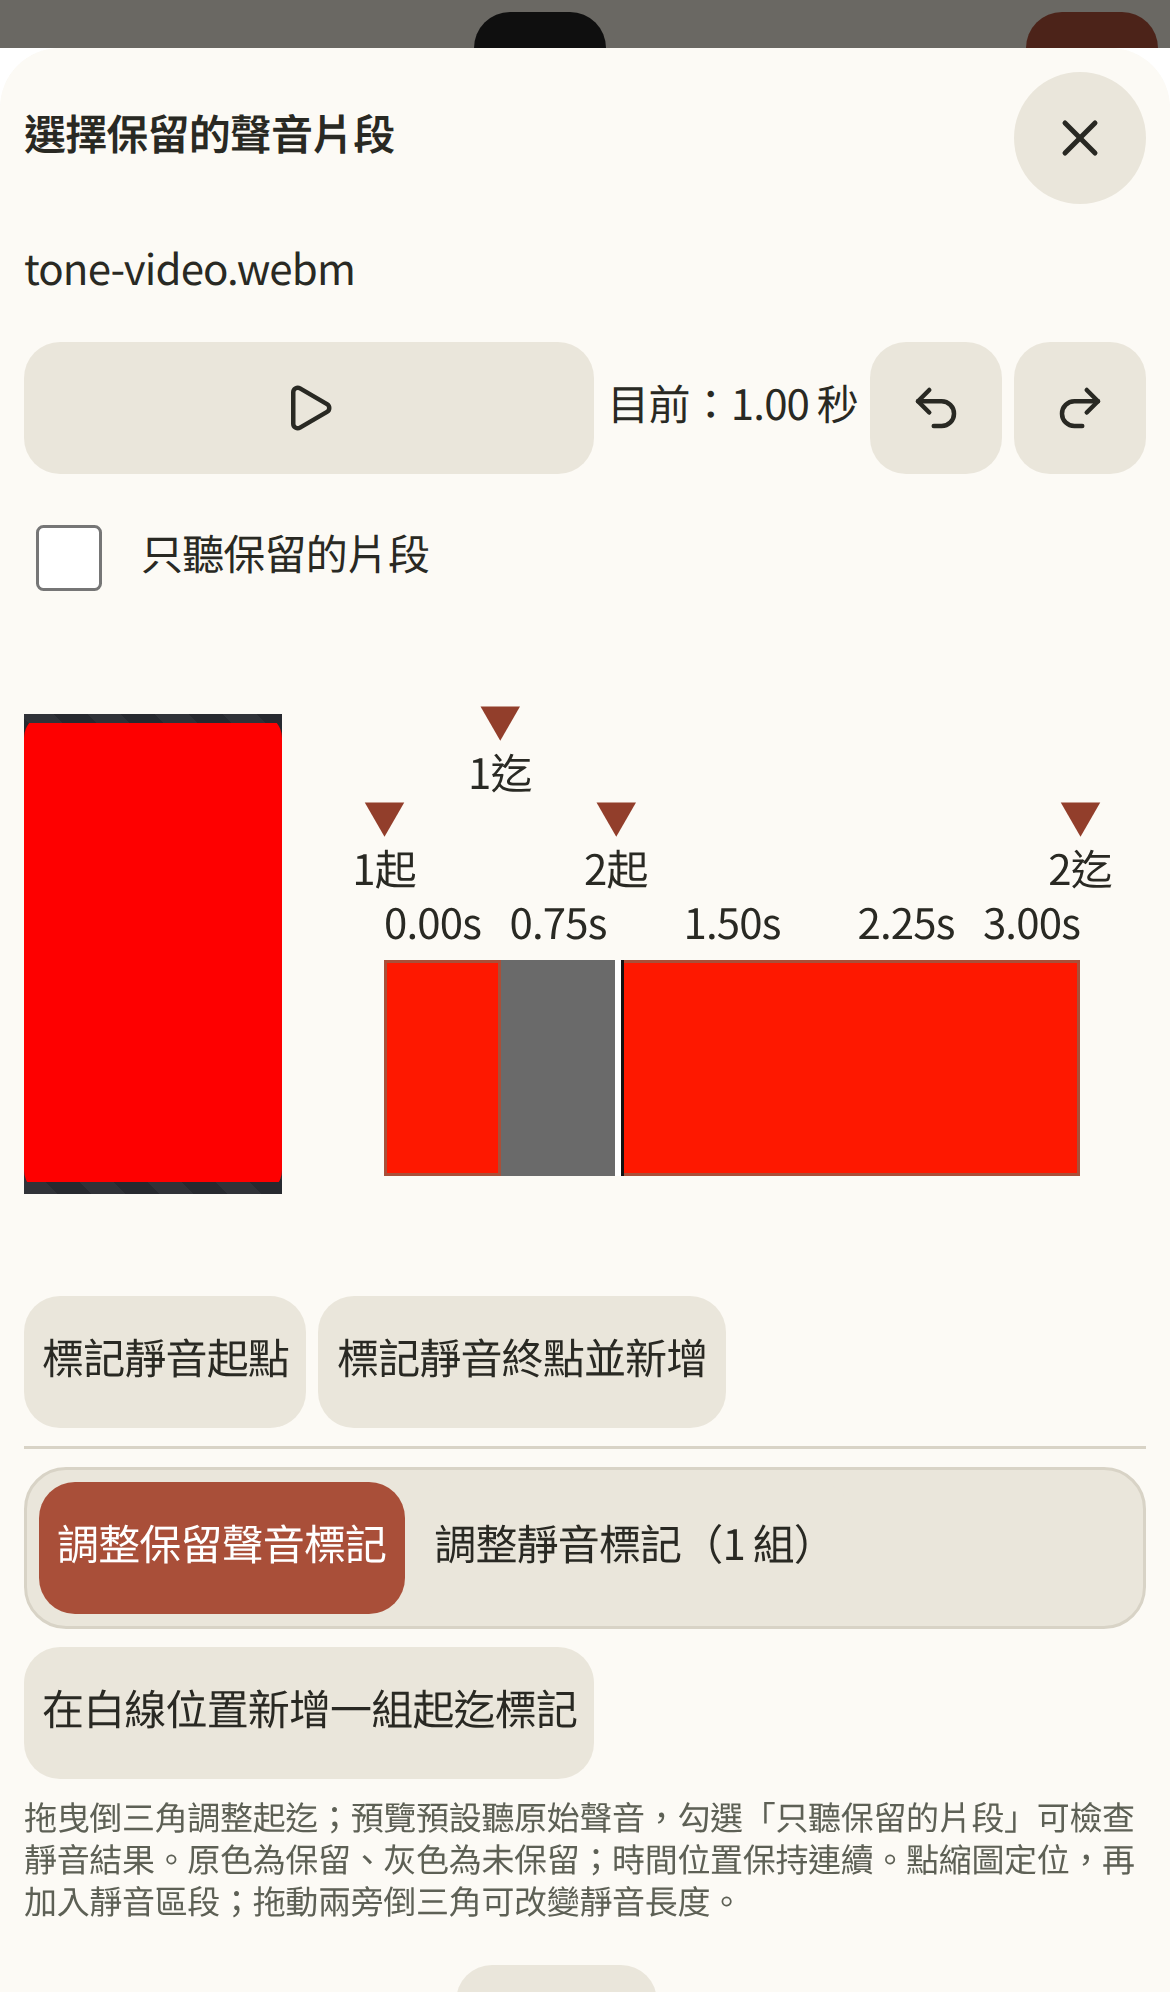 選擇保留的聲音片段
tone-video.webm
目前：1.00 秒
只聽保留的片段
1迄
1起 2起 2迄
0.00s 0.75s 1.50s 2.25s 3.00s
標記靜音起點 標記靜音終點並新增
調整保留聲音標記 調整靜音標記（1 組）
在白線位置新增一組起迄標記
拖曳倒三角調整起迄；預覽預設聽原始聲音，勾選「只聽保留的片段」可檢查
靜音結果。原色為保留、灰色為未保留；時間位置保持連續。點縮圖定位，再
加入靜音區段；拖動兩旁倒三角可改變靜音長度。